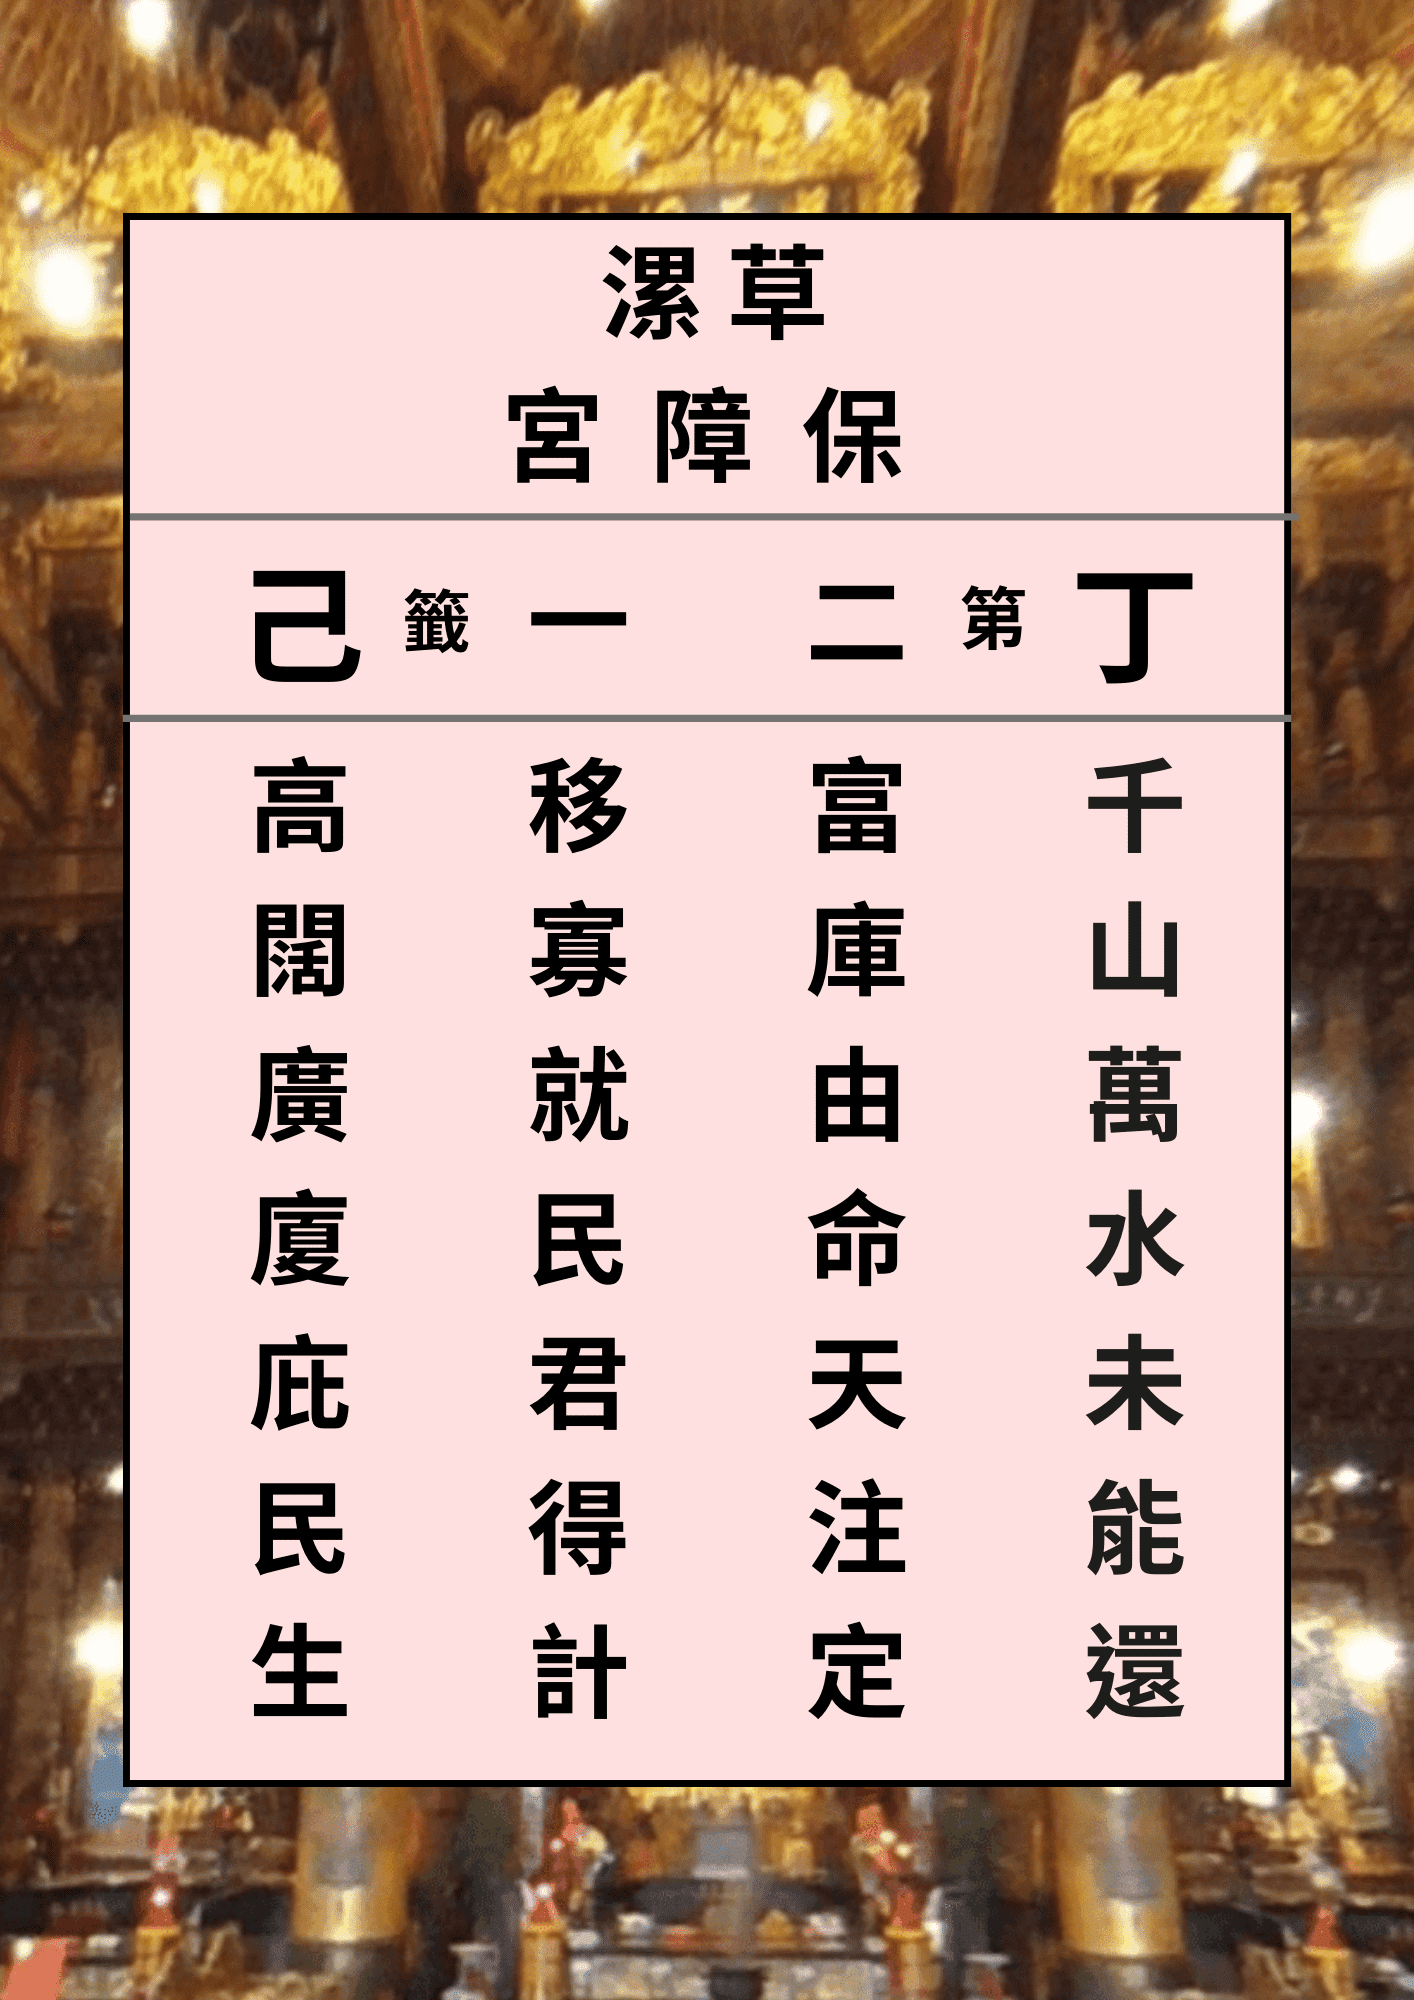 草漯
保障宮
丁第二一籤己
千山萬水未能還
富庫由命天注定
移寡就民君得計
高闊廣廈庇民生